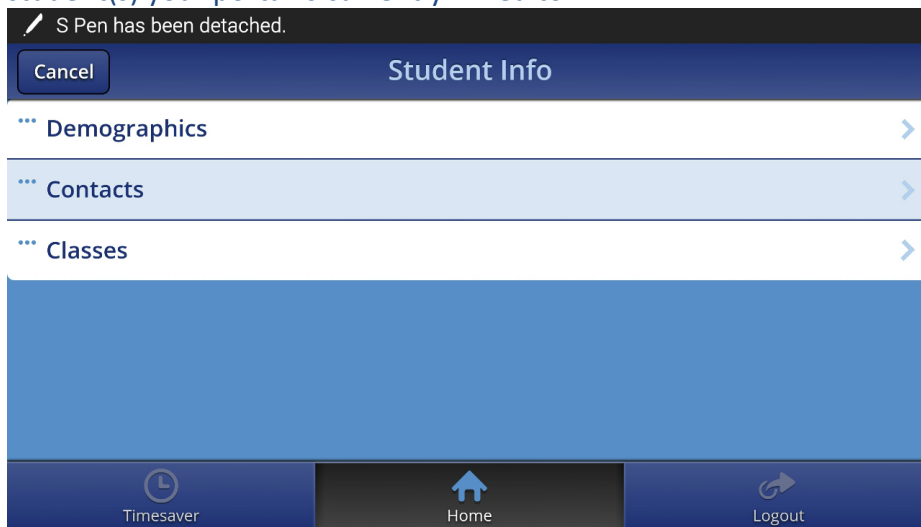 S Pen has been detached.
Cancel
Student Info
Demographics
Contacts
Classes
Timesaver
Home
Logout